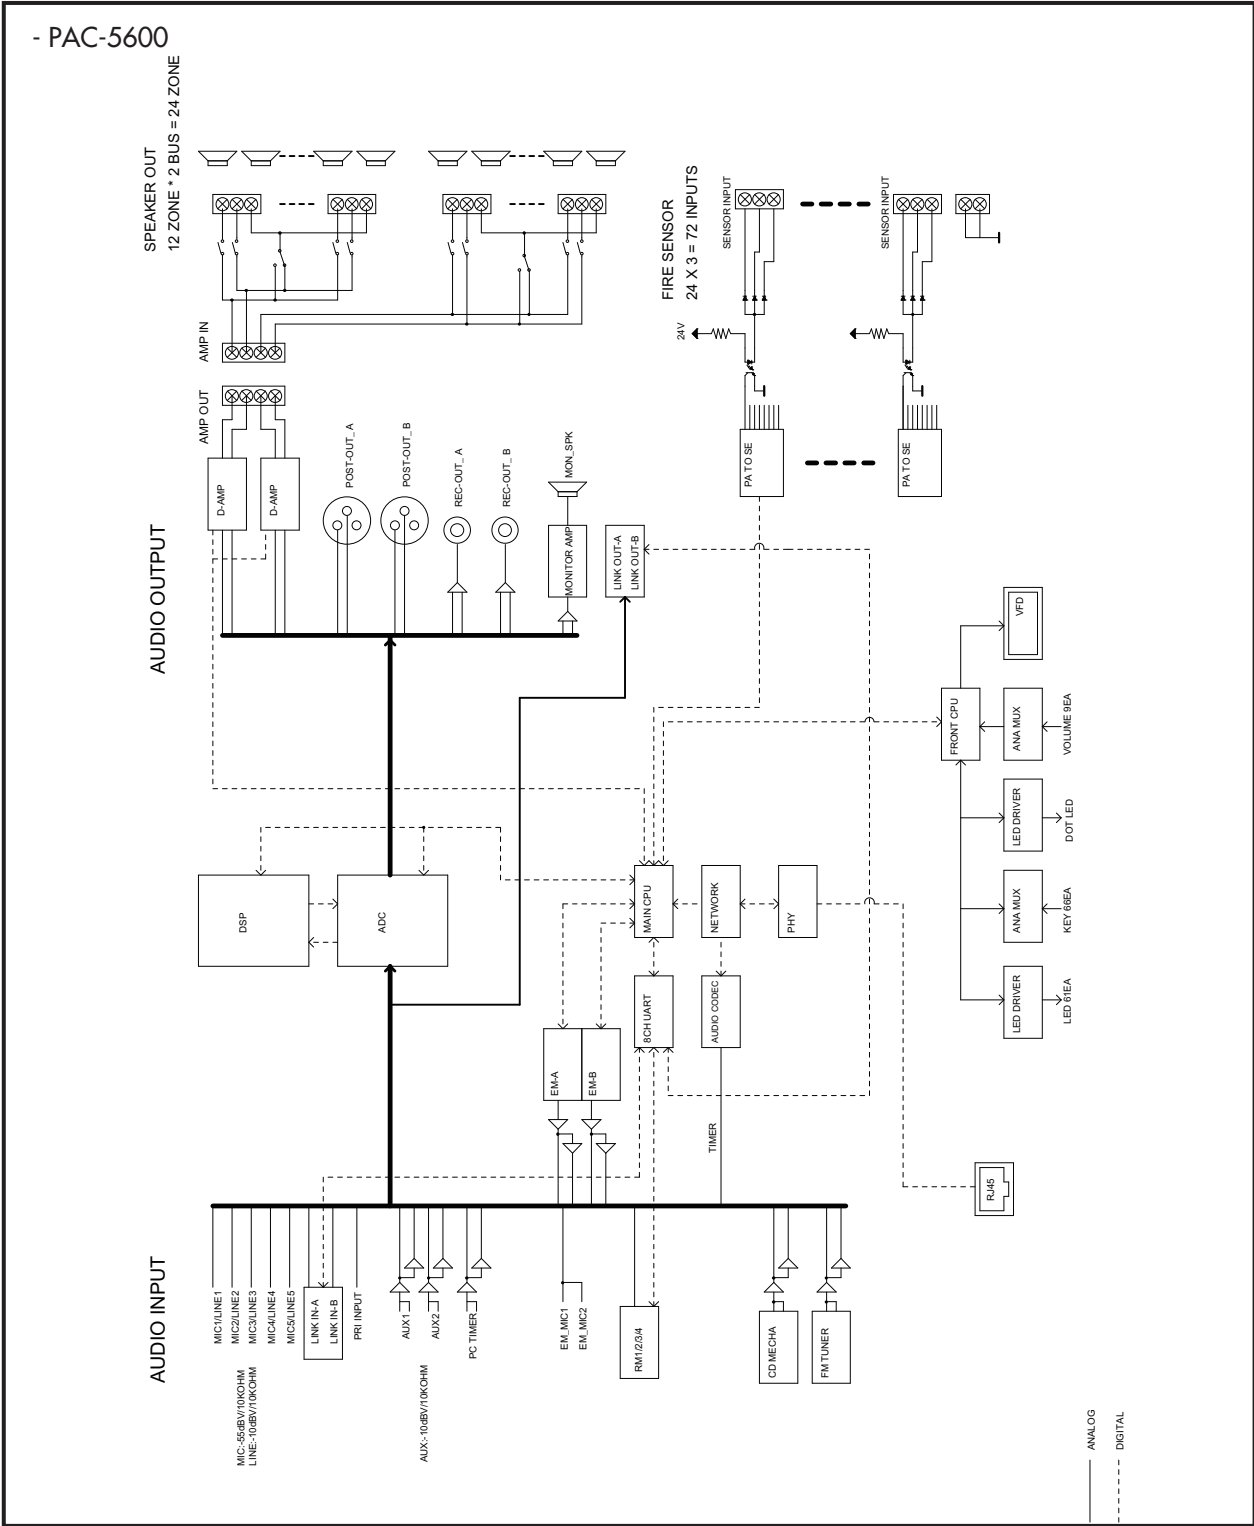 - PAC-5600
SPEAKER OUT
12 ZONE * 2 BUS = 24 ZONE
AMP IN
AMP OUT
D-AMP
D-AMP
POST-OUT_ A
POST-OUT_ B
REC-OUT_ A
REC-OUT_ B
MON_SPK
MONITOR AMP
LINK OUT-A
LINK OUT-B
AUDIO OUTPUT
FIRE SENSOR
24 X 3 = 72 INPUTS
SENSOR INPUT
SENSOR INPUT
24V
PA TO SE
PA TO SE
VFD
FRONT CPU
ANA MUX
VOLUME 9EA
LED DRIVER
DOT LED
ANA MUX
KEY 66EA
LED DRIVER
LED 61EA
DSP
ADC
MAIN CPU
NETWORK
PHY
8CH UART
AUDIO CODEC
EM-A
EM-B
TIMER
RJ45
AUDIO INPUT
MIC1/LINE1
MIC2/LINE2
MIC3/LINE3
MIC4/LINE4
MIC5/LINE5
LINK IN-A
LINK IN-B
PRI INPUT
AUX1
AUX2
PC TIMER
EM_MIC1
EM_MIC2
RM1/2/3/4
CD MECHA
FM TUNER
MIC:-55dBV/10KOHM
LINE:-10dBV/10KOHM
AUX:-10dBV/10KOHM
ANALOG
DIGITAL